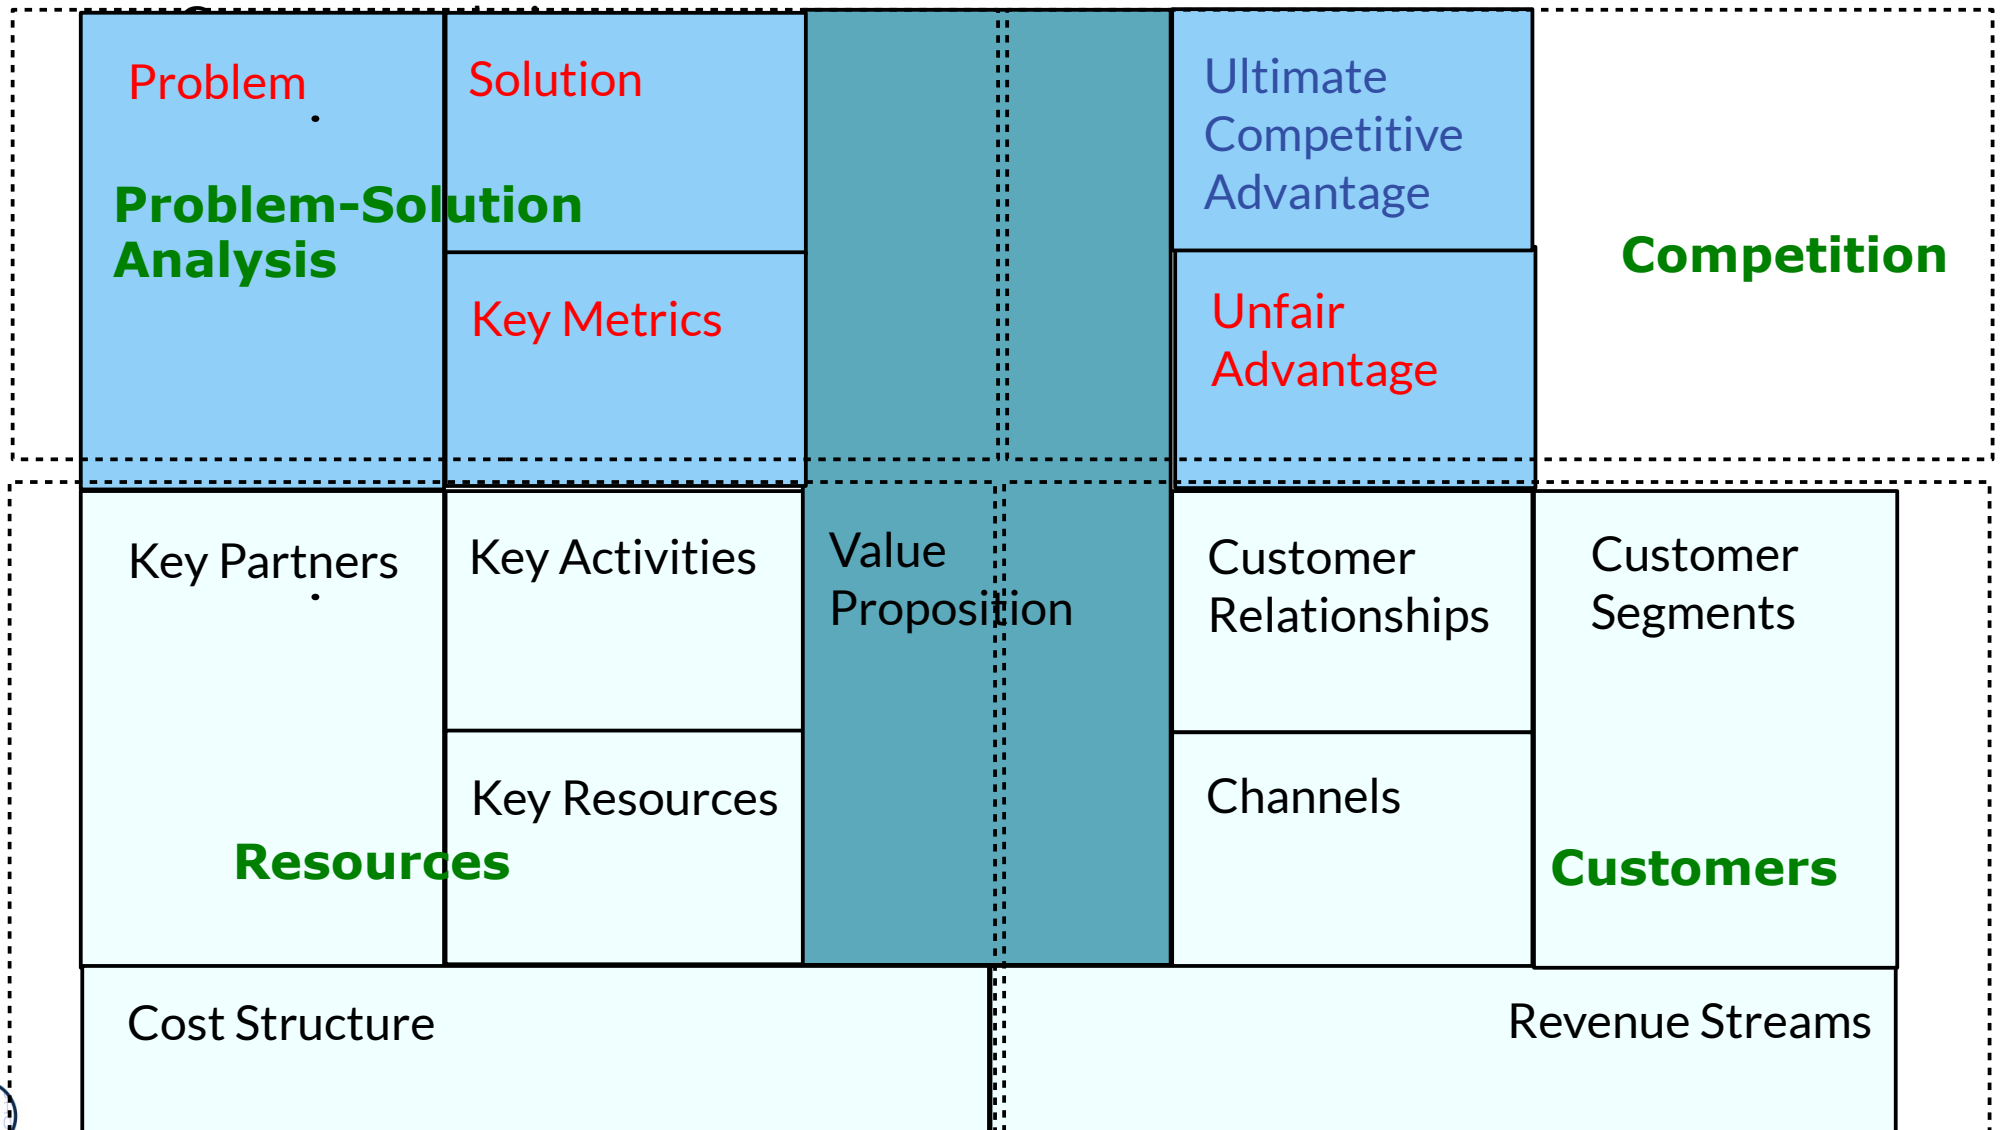 Problem
Solution
Ultimate
Competitive
Advantage
Problem-Solution
Analysis
Competition
Key Metrics
Unfair
Advantage
Key Partners
Key Activities
Value
Proposition
Customer
Relationships
Customer
Segments
Key Resources
Channels
Resources
Customers
Cost Structure
Revenue Streams